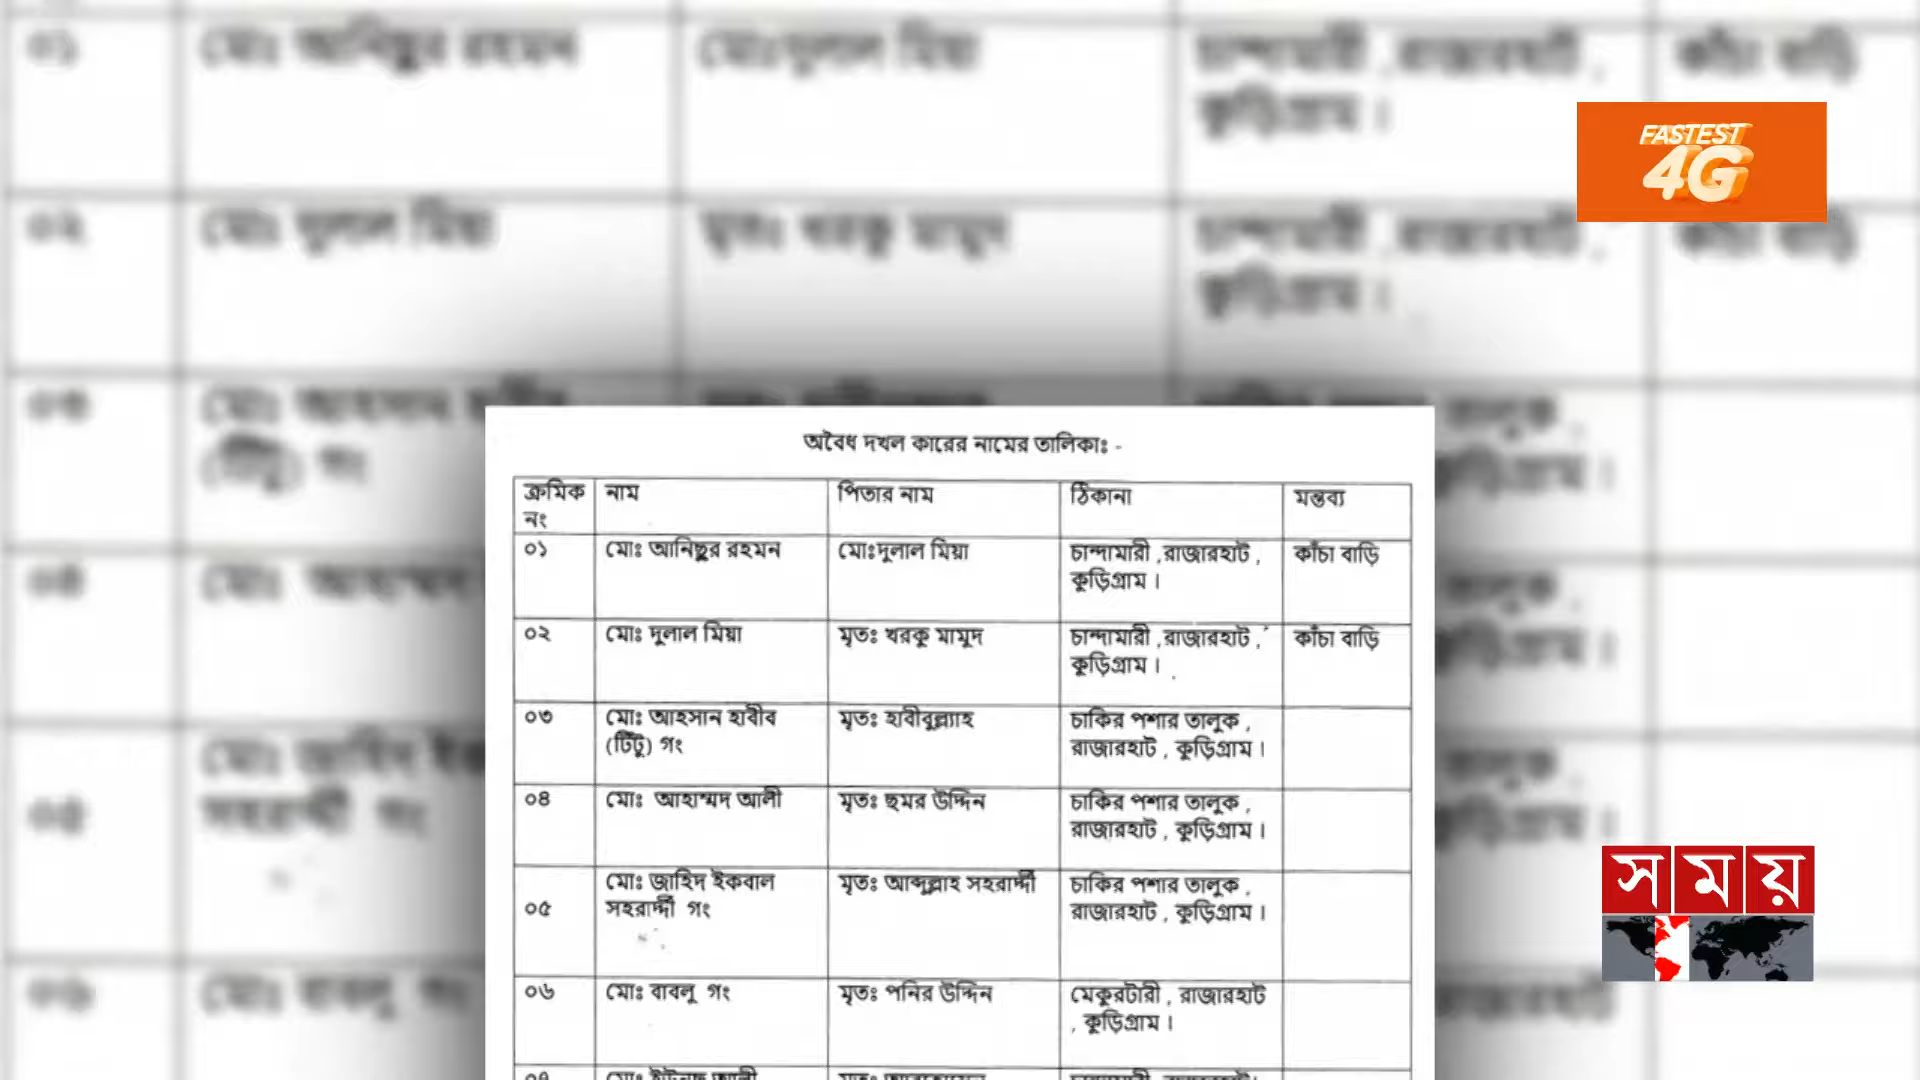 FASTEST
4G
অবৈধ দখল কারের নামের তালিকাঃ -
ক্রমিক নাম পিতার নাম ঠিকানা মন্তব্য
নং
০১ মোঃ আনিছুর রহমন মোঃদুলাল মিয়া চান্দামারী ,রাজারহাট , কাঁচা বাড়ি
কুড়িগ্রাম ।
০২ মোঃ দুলাল মিয়া মৃতঃ খরকু মামুদ চান্দামারী ,রাজারহাট , কাঁচা বাড়ি
কুড়িগ্রাম ।
০৩ মোঃ আহসান হাবীব মৃতঃ হাবীবুল্ল্যাহ চাকির পশার তালুক ,
(টিটু) গং রাজারহাট , কুড়িগ্রাম ।
০৪ মোঃ আহাম্মদ আলী মৃতঃ ছমর উদ্দিন চাকির পশার তালুক ,
রাজারহাট , কুড়িগ্রাম ।
মোঃ জাহিদ ইকবাল মৃতঃ আব্দুল্লাহ সহরার্দ্দী চাকির পশার তালুক ,
০৫ সহরার্দ্দী গং রাজারহাট , কুড়িগ্রাম ।
০৬ মোঃ বাবলু গং মৃতঃ পনির উদ্দিন মেকুরটারী , রাজারহাট
, কুড়িগ্রাম ।
সময়